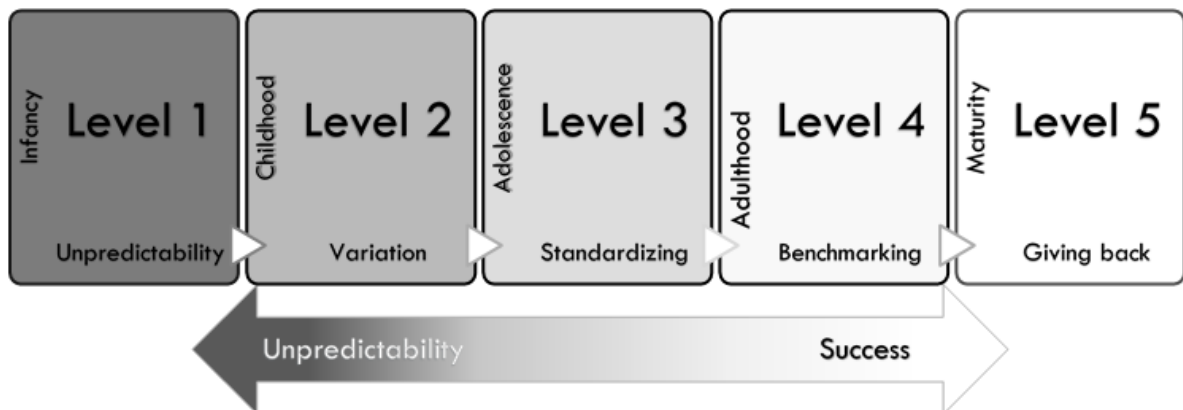 Infancy
Level 1
Unpredictability
Childhood
Level 2
Variation
Adolescence
Level 3
Standardizing
Adulthood
Level 4
Benchmarking
Maturity
Level 5
Giving back
Unpredictability
Success